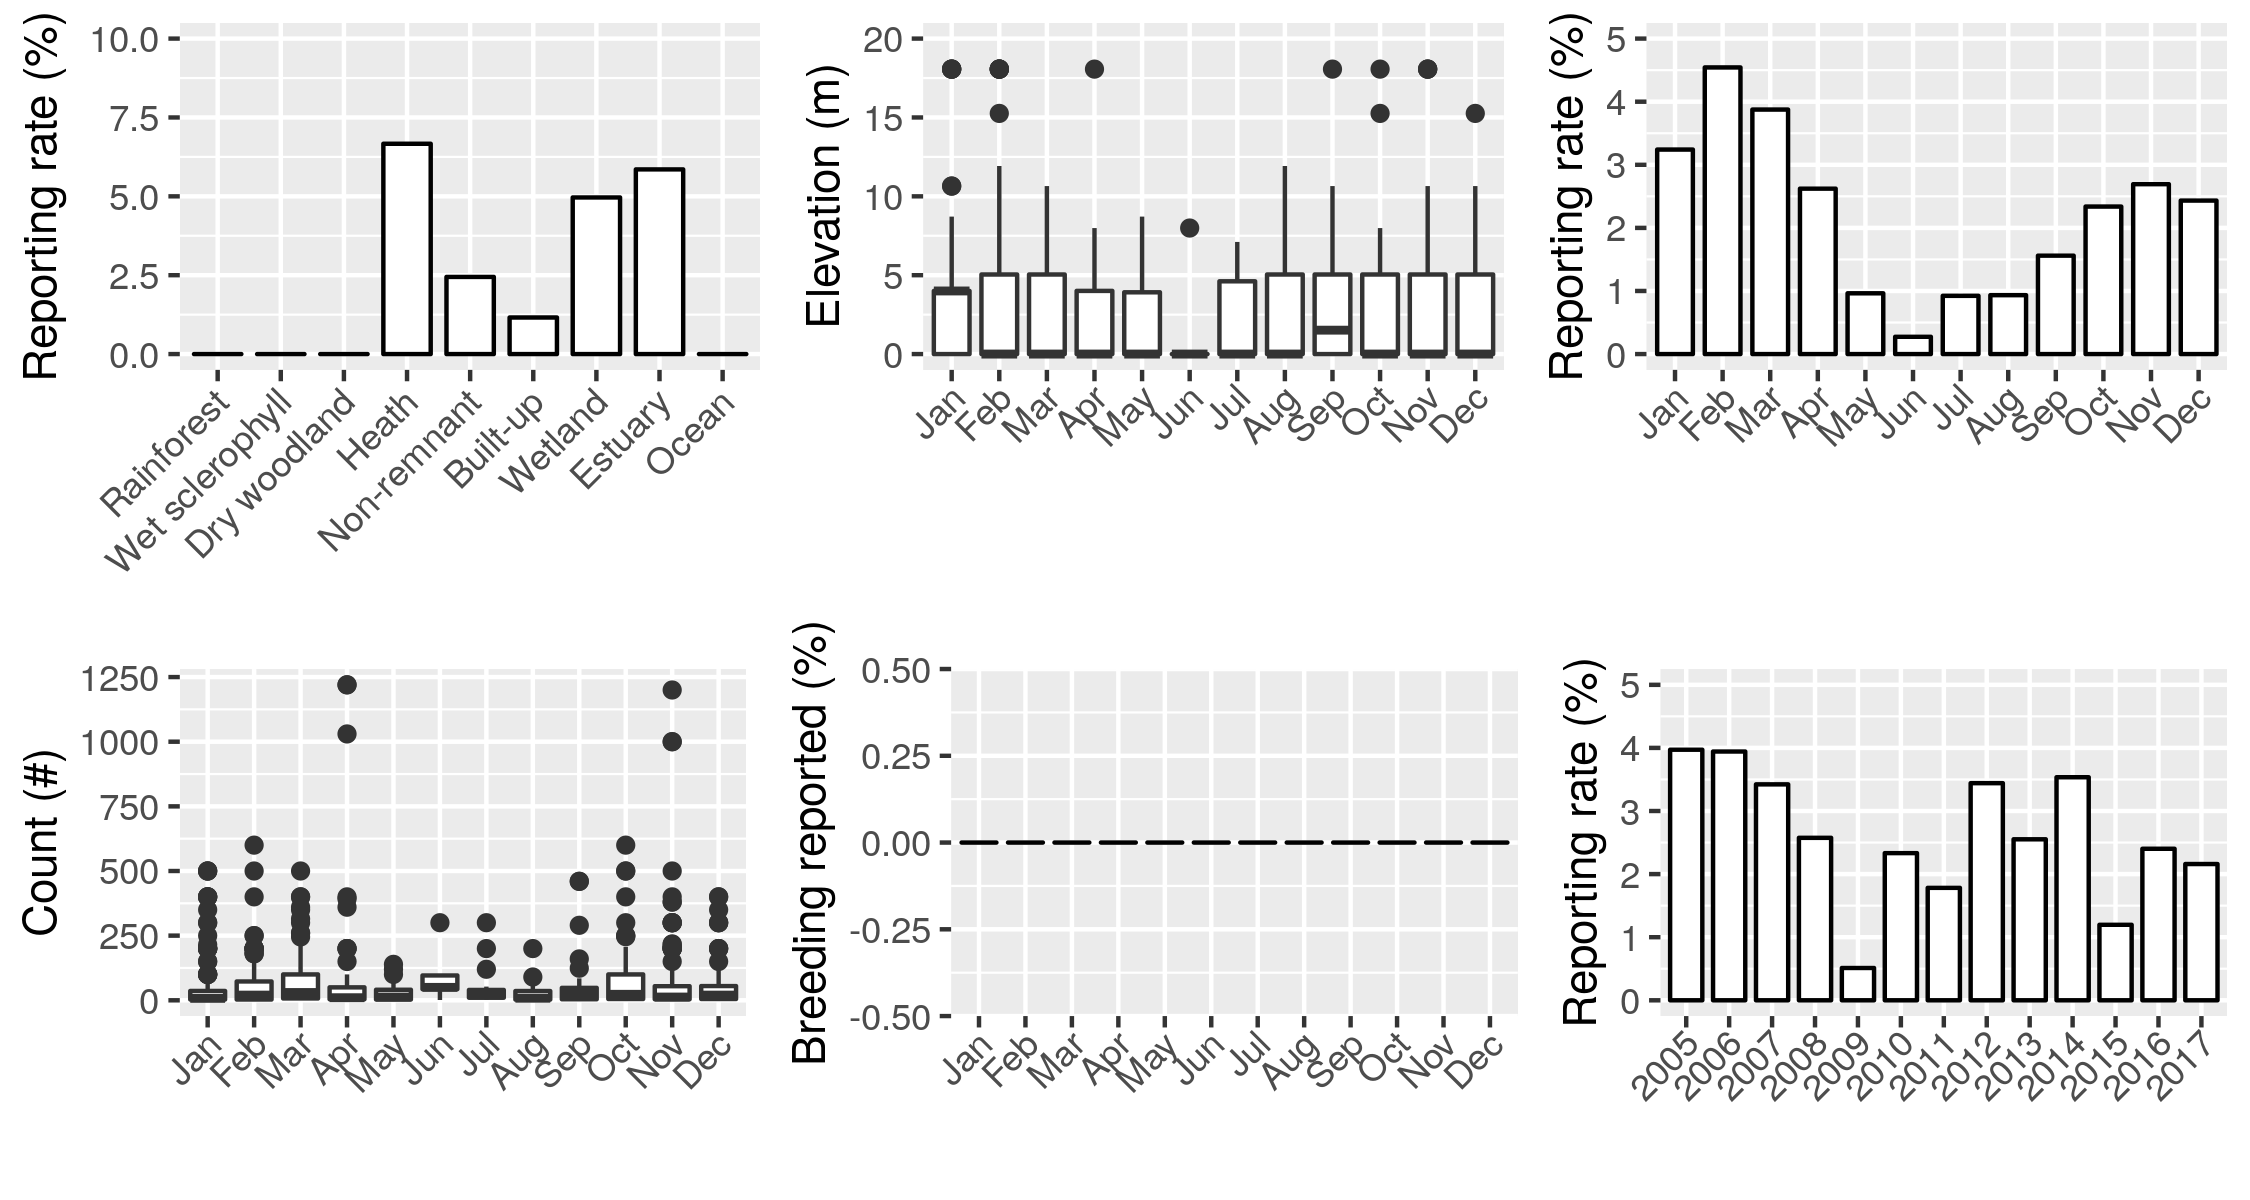 Reporting rate (%)
10.0
7.5
5.0
2.5
0.0
Rainforest
Wet sclerophyll
Dry woodland
Heath
Non-remnant
Built-up
Wetland
Estuary
Ocean
Elevation (m)
20
15
10
5
0
Jan
Feb
Mar
Apr
May
Jun
Jul
Aug
Sep
Oct
Nov
Dec
Reporting rate (%)
5
4
3
2
1
0
Jan
Feb
Mar
Apr
May
Jun
Jul
Aug
Sep
Oct
Nov
Dec
Count (#)
1250
1000
750
500
250
0
Jan
Feb
Mar
Apr
May
Jun
Jul
Aug
Sep
Oct
Nov
Dec
Breeding reported (%)
0.50
0.25
0.00
-0.25
-0.50
Jan
Feb
Mar
Apr
May
Jun
Jul
Aug
Sep
Oct
Nov
Dec
Reporting rate (%)
5
4
3
2
1
0
2005
2006
2007
2008
2009
2010
2011
2012
2013
2014
2015
2016
2017